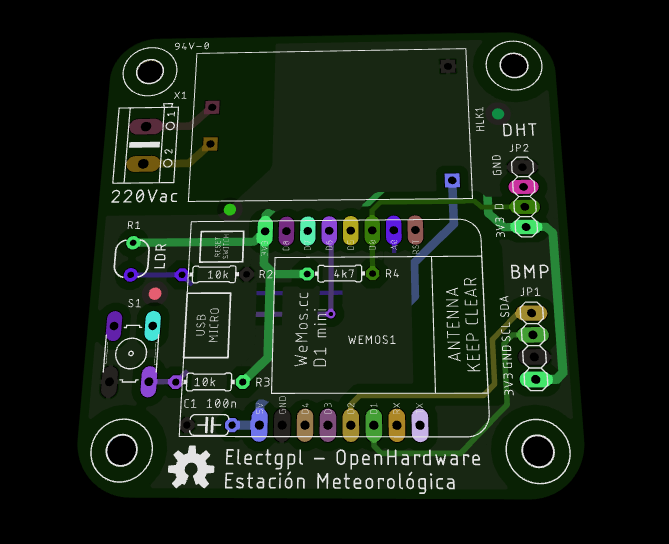 94V-0
X1
1
2
220Vac
HLK1
DHT
JP2
GND
D
3V3
R1
LDR
RESET
SWITCH
3V3
D8
D7
D6
D5
D0
A0
RST
10k
R2
4k7
R4
BMP
JP1
SDA
SCL
GND
3V3
S1
USB
MICRO
WeMos.cc
D1 mini
WEMOS1
ANTENNA
KEEP CLEAR
10k
R3
C1 100n
5V
GND
D4
D3
D2
D1
RX
TX
Electgpl – OpenHardware
Estación Meteorológica